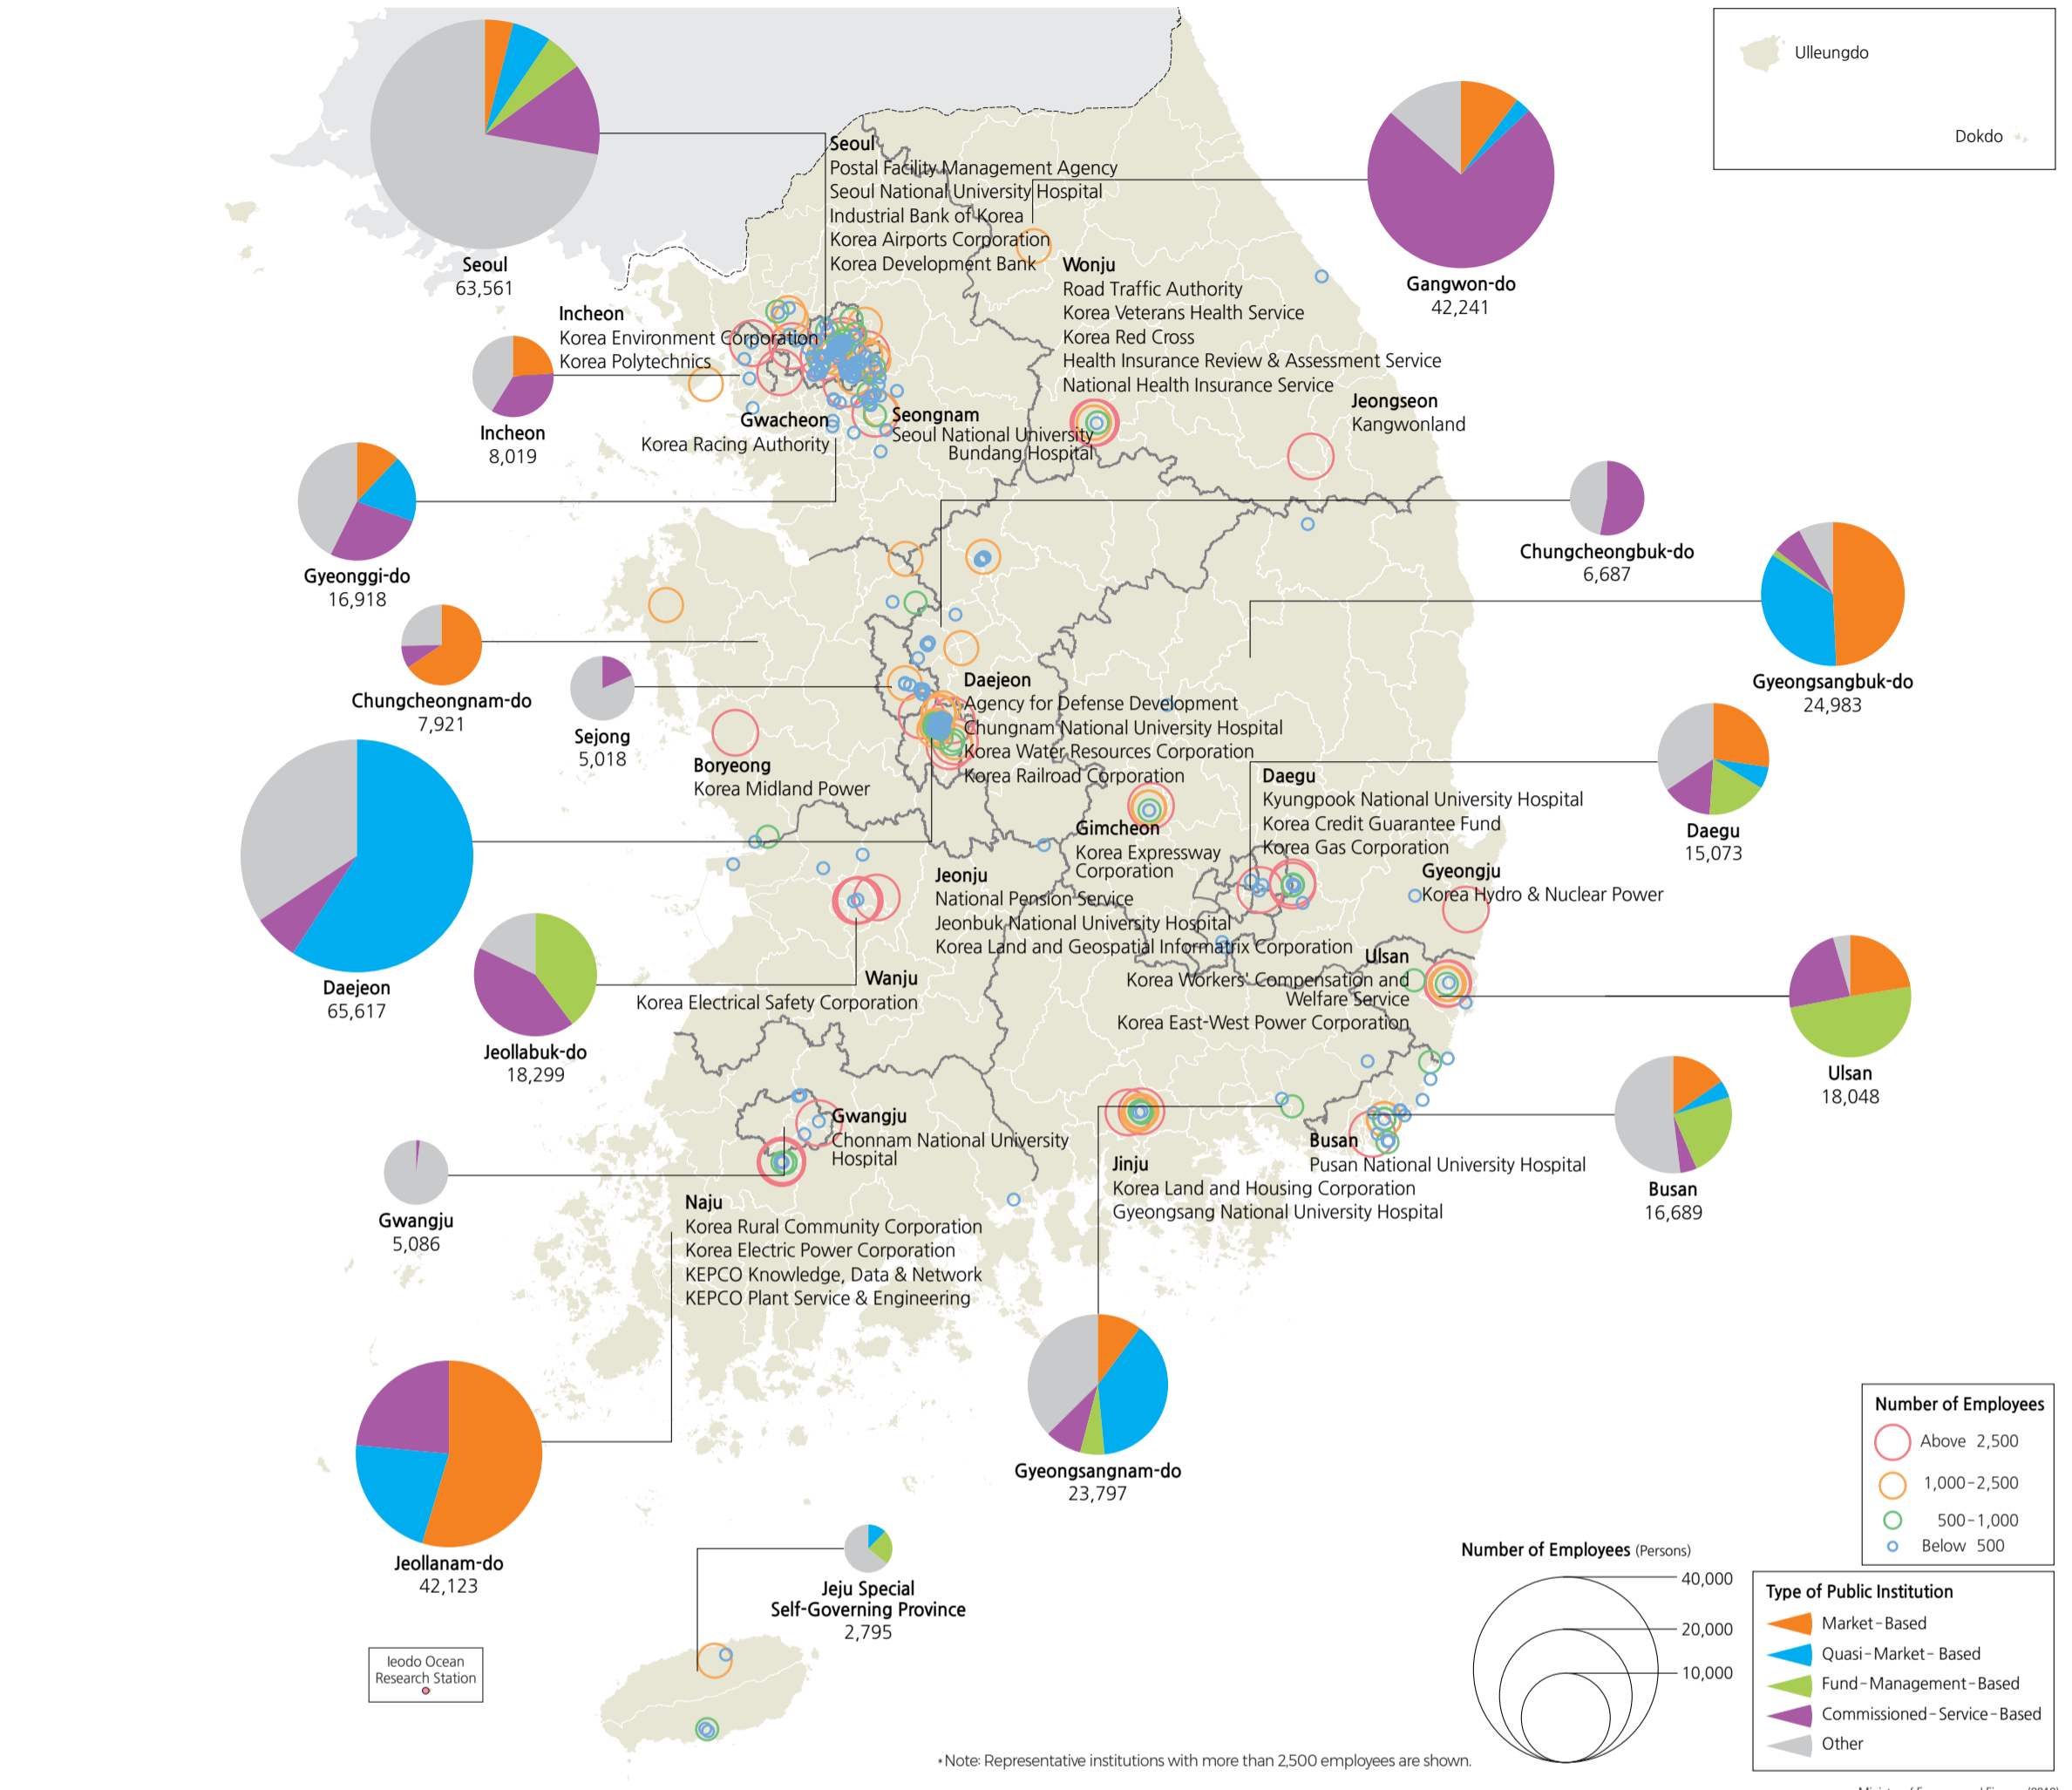 Ulleungdo
Dokdo
Seoul
63,561
Seoul
Postal Facility Management Agency
Seoul National University Hospital
Industrial Bank of Korea
Korea Airports Corporation
Korea Development Bank
Gangwon-do
42,241
Wonju
Road Traffic Authority
Korea Veterans Health Service
Korea Red Cross
Health Insurance Review & Assessment Service
National Health Insurance Service
Incheon
Korea Environment Corporation
Korea Polytechnics
Incheon
8,019
Gwacheon
Korea Racing Authority
Seongnam
Seoul National University
Bundang Hospital
Jeongseon
Kangwonland
Gyeonggi-do
16,918
Chungcheongbuk-do
6,687
Chungcheongnam-do
7,921
Sejong
5,018
Gyeongsangbuk-do
24,983
Daejeon
Agency for Defense Development
Chungnam National University Hospital
Korea Water Resources Corporation
Korea Railroad Corporation
Boryeong
Korea Midland Power
Daegu
Kyungpook National University Hospital
Korea Credit Guarantee Fund
Korea Gas Corporation
Daegu
15,073
Gimcheon
Korea Expressway
Corporation
Gyeongju
Korea Hydro & Nuclear Power
Daejeon
65,617
Jeonju
National Pension Service
Jeonbuk National University Hospital
Korea Land and Geospatial Informatrix Corporation
Wanju
Korea Electrical Safety Corporation
Jeollabuk-do
18,299
Ulsan
Korea Workers' Compensation and
Welfare Service
Korea East-West Power Corporation
Ulsan
18,048
Gwangju
Chonnam National University
Hospital
Gwangju
5,086
Busan
Pusan National University Hospital
Busan
16,689
Jinju
Korea Land and Housing Corporation
Gyeongsang National University Hospital
Naju
Korea Rural Community Corporation
Korea Electric Power Corporation
KEPCO Knowledge, Data & Network
KEPCO Plant Service & Engineering
Gyeongsangnam-do
23,797
Jeollanam-do
42,123
Jeju Special
Self-Governing Province
2,795
Ieodo Ocean
Research Station
Number of Employees
Above 2,500
1,000-2,500
500-1,000
Below 500
Number of Employees (Persons)
40,000
20,000
10,000
Type of Public Institution
Market-Based
Quasi-Market-Based
Fund-Management-Based
Commissioned-Service-Based
Other
*Note: Representative institutions with more than 2,500 employees are shown.